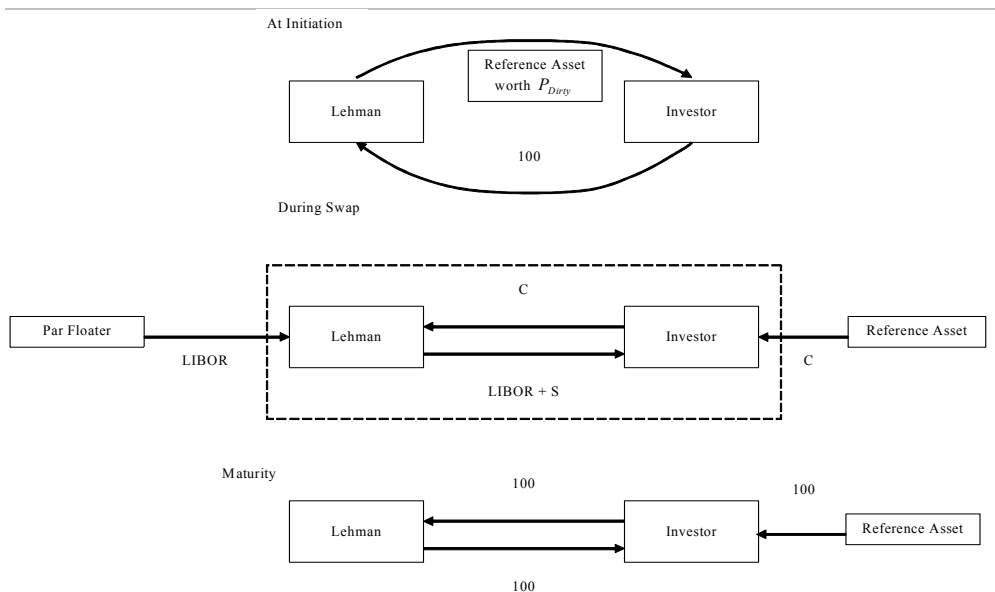 At Initiation
Reference Asset
worth P_Dirty
Lehman
Investor
100
During Swap
C
Par Floater
Lehman
Investor
Reference Asset
LIBOR
C
LIBOR + S
Maturity
100
100
Lehman
Investor
Reference Asset
100